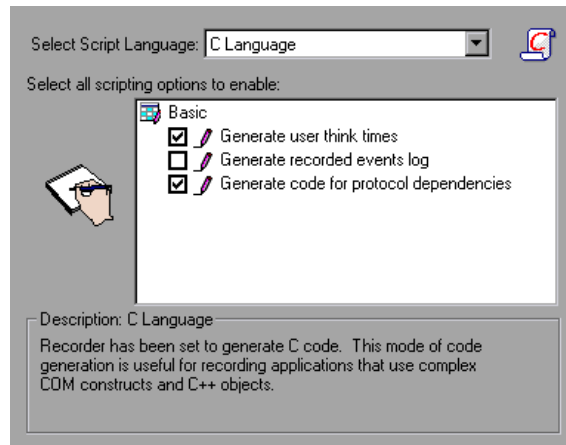 Select Script Language: C Language
Select all scripting options to enable:
Basic
Generate user think times
Generate recorded events log
Generate code for protocol dependencies
Description: C Language
Recorder has been set to generate C code. This mode of code
generation is useful for recording applications that use complex
COM constructs and C++ objects.